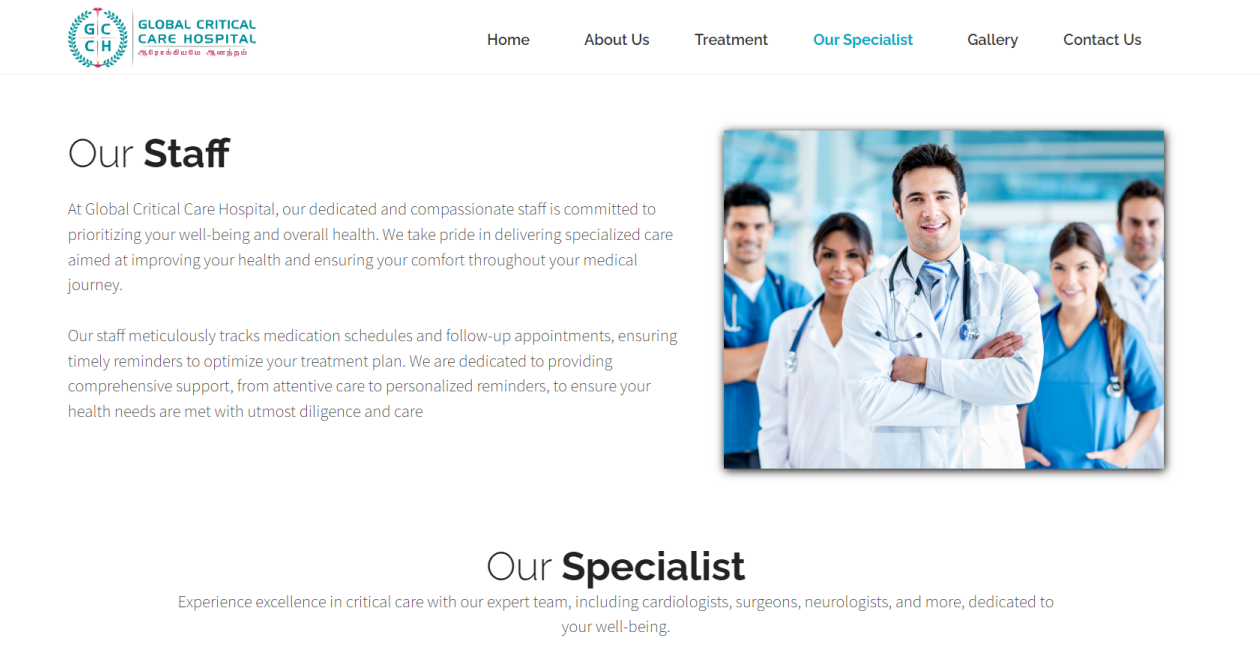 G C
C H
GLOBAL CRITICAL
CARE HOSPITAL
ஆரோக்கியமே ஆனந்தம்
Home
About Us
Treatment
Our Specialist
Gallery
Contact Us
Our Staff
At Global Critical Care Hospital, our dedicated and compassionate staff is committed to
prioritizing your well-being and overall health. We take pride in delivering specialized care
aimed at improving your health and ensuring your comfort throughout your medical
journey.
Our staff meticulously tracks medication schedules and follow-up appointments, ensuring
timely reminders to optimize your treatment plan. We are dedicated to providing
comprehensive support, from attentive care to personalized reminders, to ensure your
health needs are met with utmost diligence and care
Our Specialist
Experience excellence in critical care with our expert team, including cardiologists, surgeons, neurologists, and more, dedicated to
your well-being.